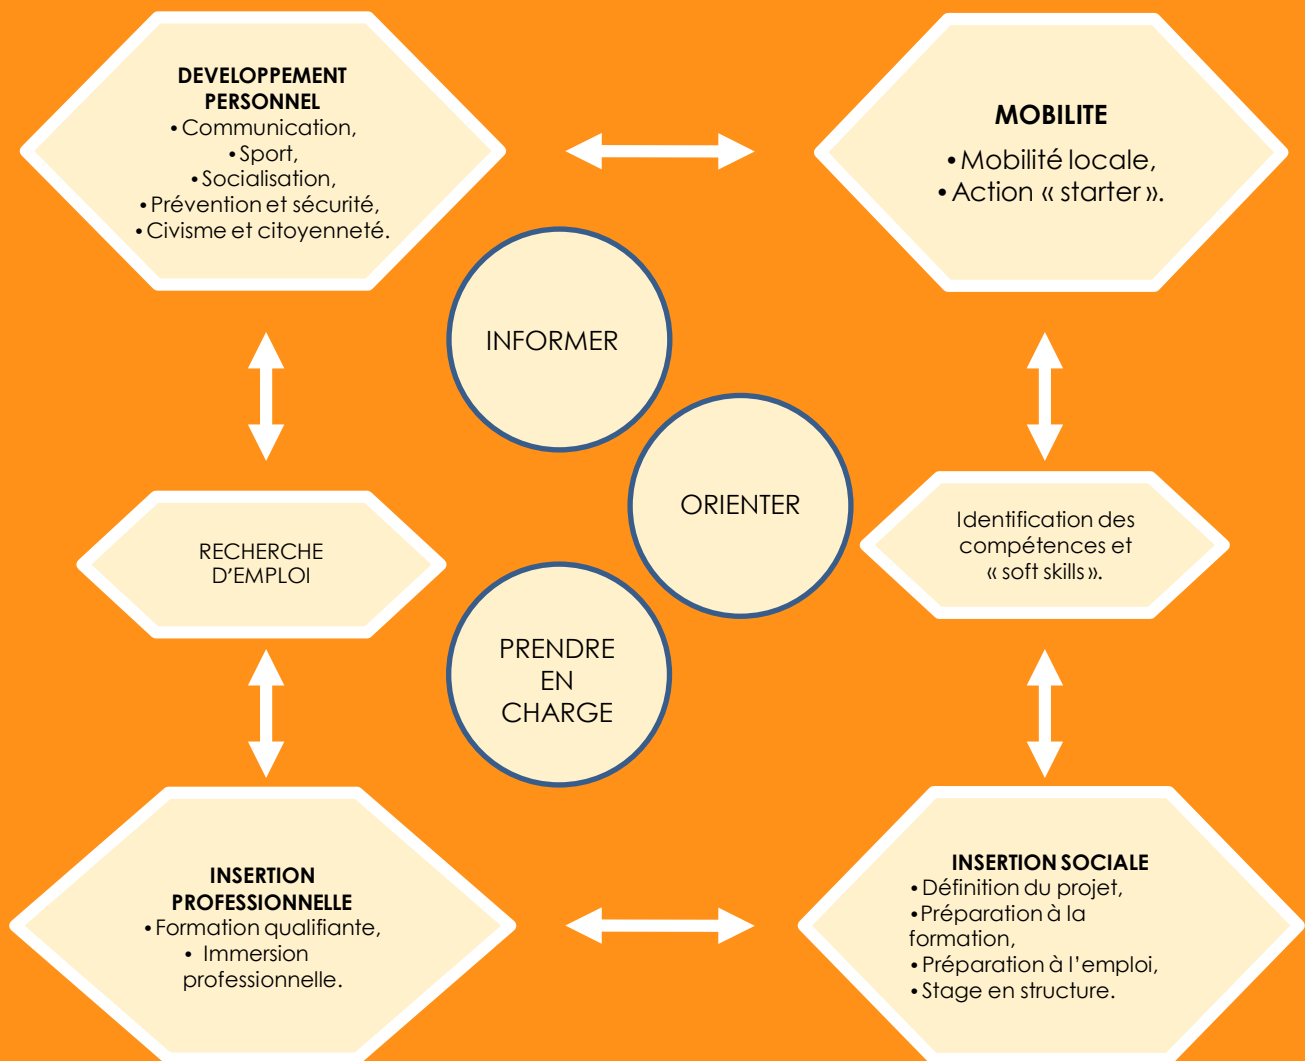 DEVELOPPEMENT
PERSONNEL
• Communication,
• Sport,
• Socialisation,
• Prévention et sécurité,
• Civisme et citoyenneté.
MOBILITE
• Mobilité locale,
• Action « starter ».
INFORMER
ORIENTER
PRENDRE
EN
CHARGE
RECHERCHE
D’EMPLOI
Identification des
compétences et
« soft skills ».
INSERTION
PROFESSIONNELLE
• Formation qualifiante,
• Immersion
professionnelle.
INSERTION SOCIALE
• Définition du projet,
• Préparation à la
formation,
• Préparation à l’emploi,
• Stage en structure.